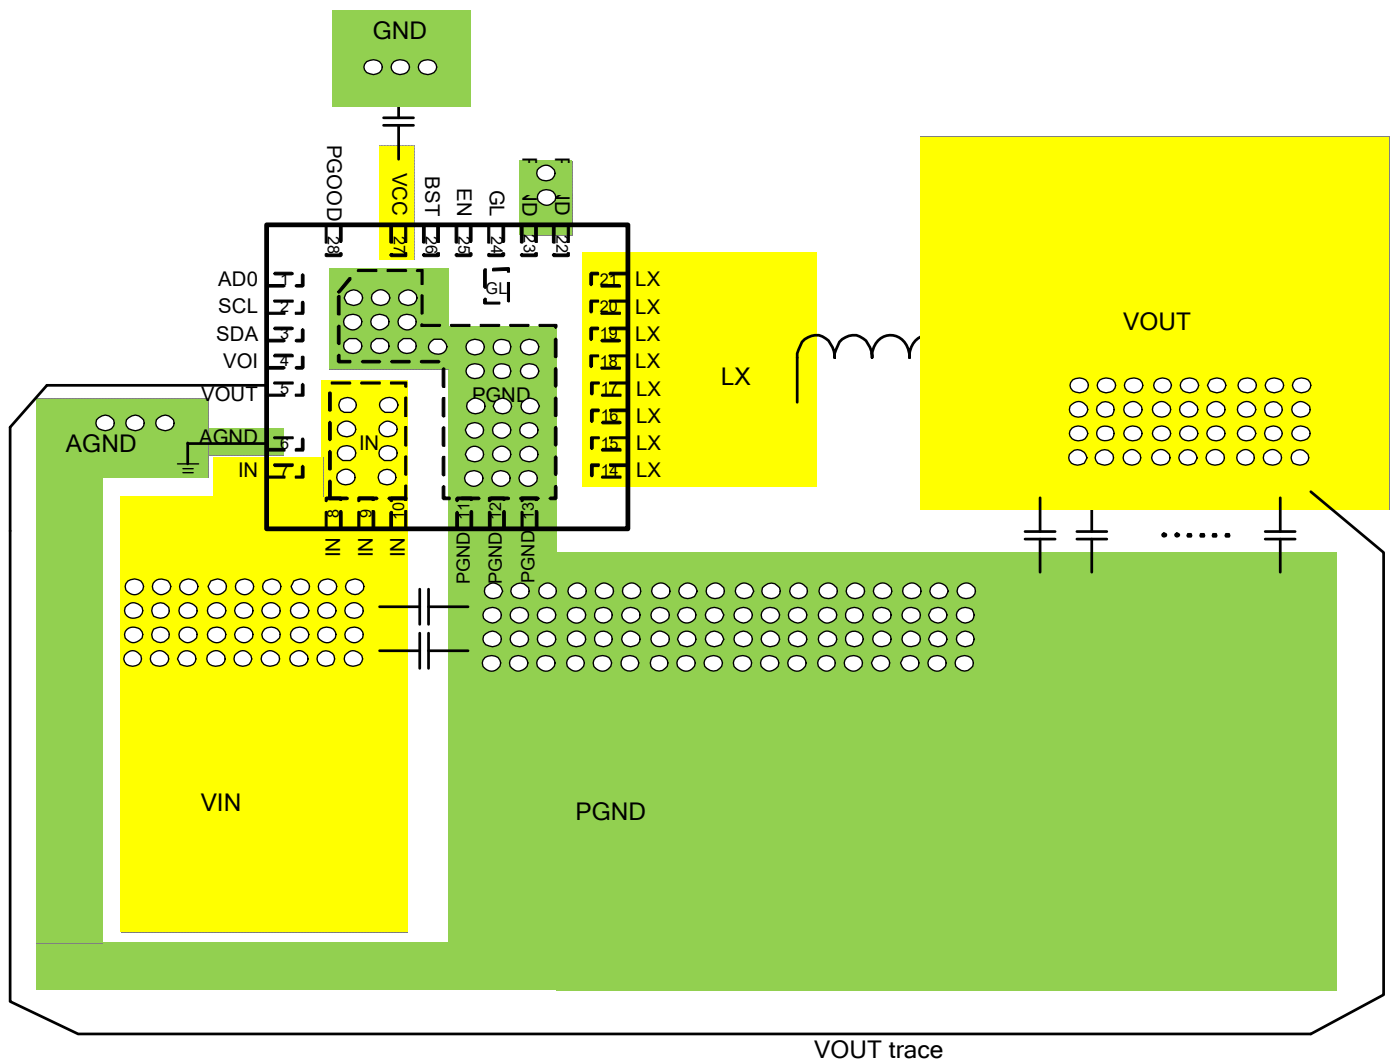 GND
PGOOD
VCC
BST
EN
GL
28
27
26
25
24
23
22
AD0 1
SCL 2
SDA 3
VOI 4
VOUT 5
AGND 6
IN 7
GL
21 LX
20 LX
19 LX
18 LX
17 LX
16 LX
15 LX
14 LX
LX
VOUT
PGND
IN
AGND
8
9
10
11
12
13
IN
IN
IN
PGND
PGND
PGND
......
VIN
PGND
VOUT trace